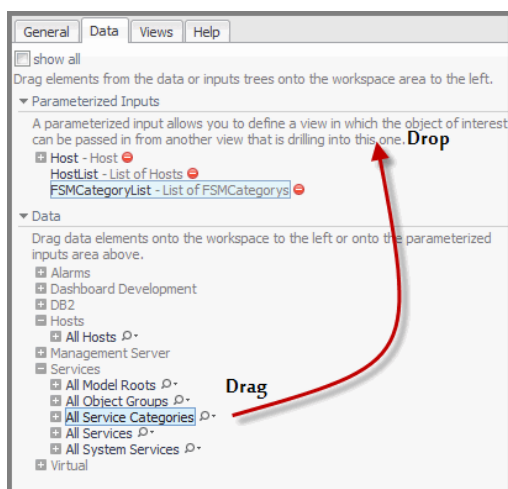 General Data Views Help
show all
Drag elements from the data or inputs trees onto the workspace area to the left.
Parameterized Inputs
A parameterized input allows you to define a view in which the object of interest
can be passed in from another view that is drilling into this one. Drop
Host - Host
HostList - List of Hosts
FSMCategoryList - List of FSMCategorys
Data
Drag data elements onto the workspace to the left or onto the parameterized
inputs area above.
Alarms
Dashboard Development
DB2
Hosts
All Hosts
Management Server
Services
All Model Roots
All Object Groups
Drag
All Service Categories
All Services
All System Services
Virtual